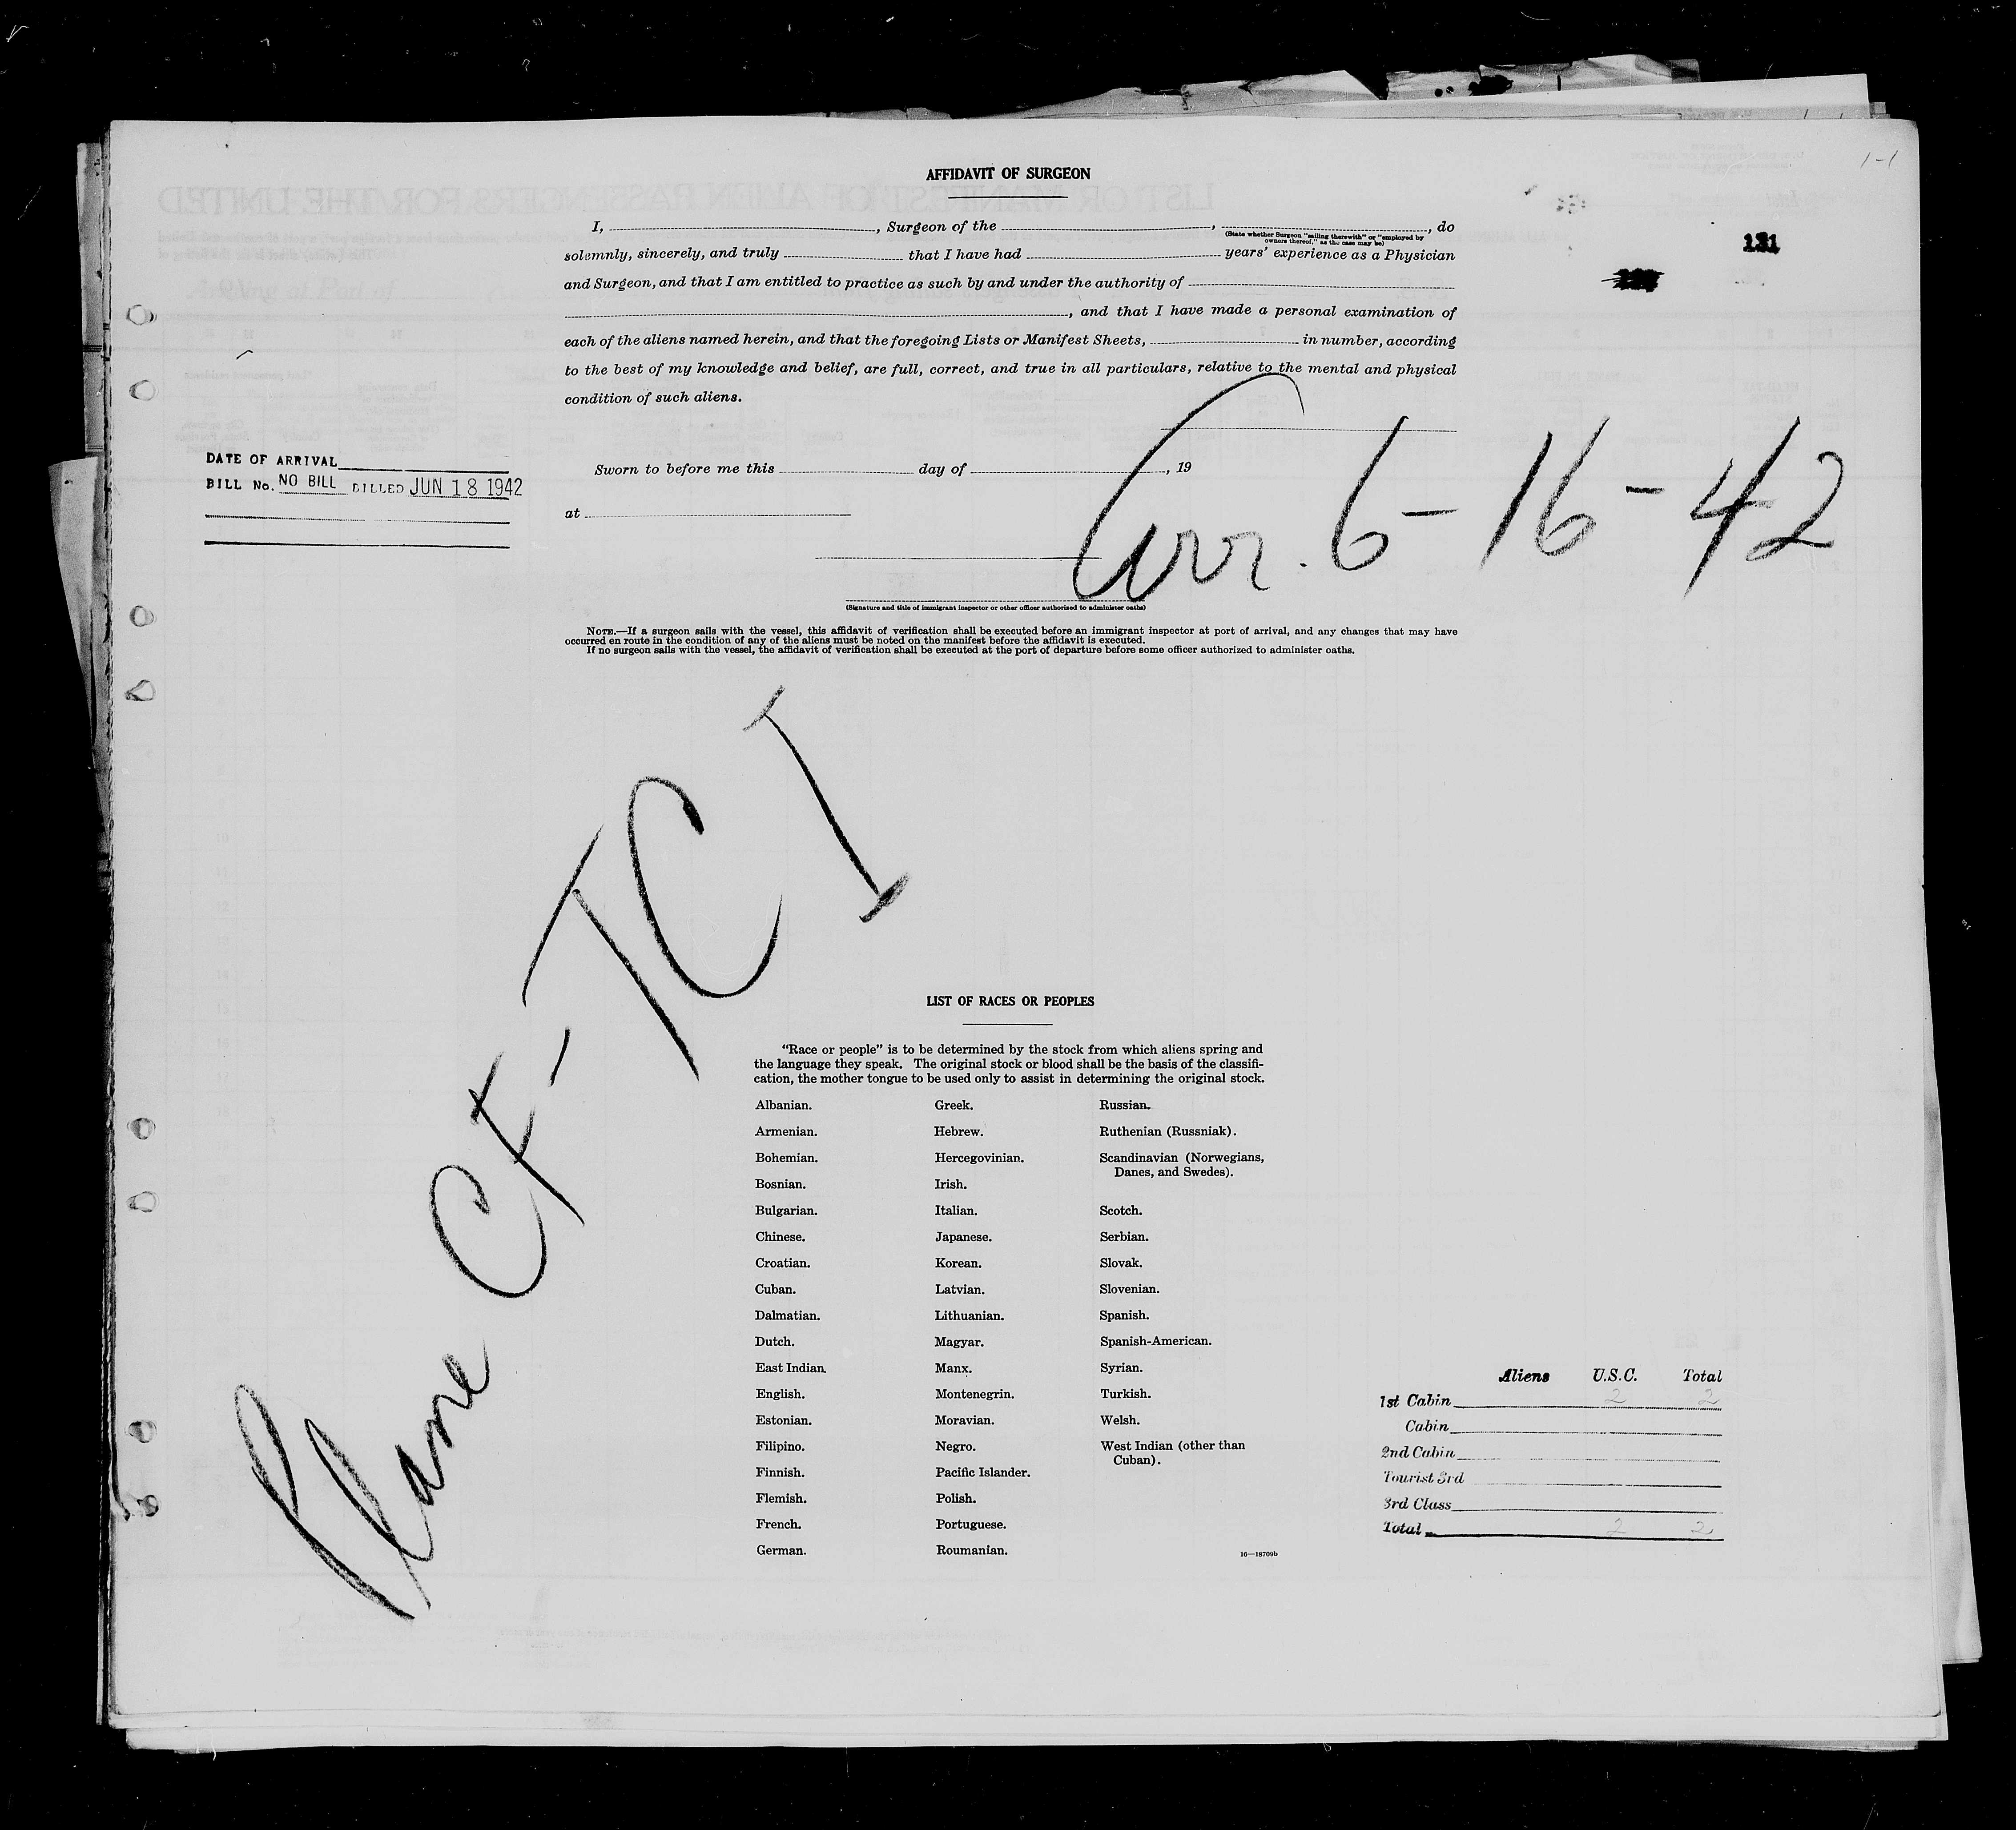 1-1
AFFIDAVIT OF SURGEON
131
I, , Surgeon of the , , do
(State whether Surgeon "sailing therewith" or "employed by
owners thereof," as the case may be)
solemnly, sincerely, and truly that I have had years' experience as a Physician
and Surgeon, and that I am entitled to practice as such by and under the authority of
, and that I have made a personal examination of
each of the aliens named herein, and that the foregoing Lists or Manifest Sheets, in number, according
to the best of my knowledge and belief, are full, correct, and true in all particulars, relative to the mental and physical
condition of such aliens.
DATE OF ARRIVAL
BILL No. NO BILL BILLED JUN 18 1942
Sworn to before me this day of , 19
at
Arr. 6-16-42
(Signature and title of immigrant inspector or other officer authorized to administer oaths)
NOTE.—If a surgeon sails with the vessel, this affidavit of verification shall be executed before an immigrant inspector at port of arrival, and any changes that may have
occurred en route in the condition of any of the aliens must be noted on the manifest before the affidavit is executed.
If no surgeon sails with the vessel, the affidavit of verification shall be executed at the port of departure before some officer authorized to administer oaths.
Plane CF-TCI
LIST OF RACES OR PEOPLES
"Race or people" is to be determined by the stock from which aliens spring and
the language they speak. The original stock or blood shall be the basis of the classifi-
cation, the mother tongue to be used only to assist in determining the original stock.
Albanian.
Armenian.
Bohemian.
Bosnian.
Bulgarian.
Chinese.
Croatian.
Cuban.
Dalmatian.
Dutch.
East Indian.
English.
Estonian.
Filipino.
Finnish.
Flemish.
French.
German.
Greek.
Hebrew.
Hercegovinian.
Irish.
Italian.
Japanese.
Korean.
Latvian.
Lithuanian.
Magyar.
Manx.
Montenegrin.
Moravian.
Negro.
Pacific Islander.
Polish.
Portuguese.
Roumanian.
Russian.
Ruthenian (Russniak).
Scandinavian (Norwegians,
Danes, and Swedes).
Scotch.
Serbian.
Slovak.
Slovenian.
Spanish.
Spanish-American.
Syrian.
Turkish.
Welsh.
West Indian (other than
Cuban).
16—18709b
Aliens U.S.C. Total
1st Cabin 2 2
Cabin
2nd Cabin
Tourist 3rd
3rd Class
Total 2 2